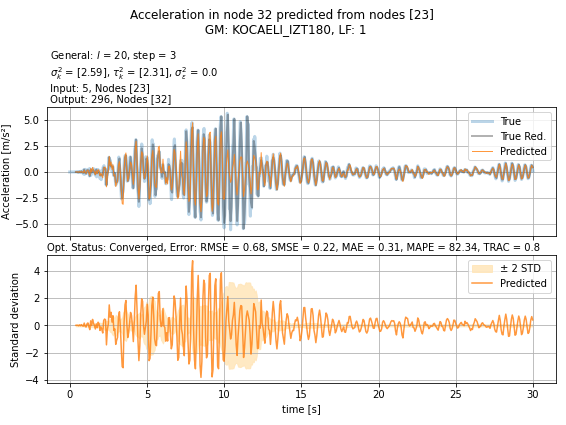 Acceleration in node 32 predicted from nodes [23]
GM: KOCAELI_IZT180, LF: 1
General: l = 20, step = 3
σ²ₖ = [2.59], τ²ₖ = [2.31], σ²ε = 0.0
Input: 5, Nodes [23]
Output: 296, Nodes [32]
Acceleration [m/s²]
5.0
2.5
0.0
−2.5
−5.0
True
True Red.
Predicted
Opt. Status: Converged, Error: RMSE = 0.68, SMSE = 0.22, MAE = 0.31, MAPE = 82.34, TRAC = 0.8
Standard deviation
4
2
0
−2
−4
± 2 STD
Predicted
0 5 10 15 20 25 30
time [s]